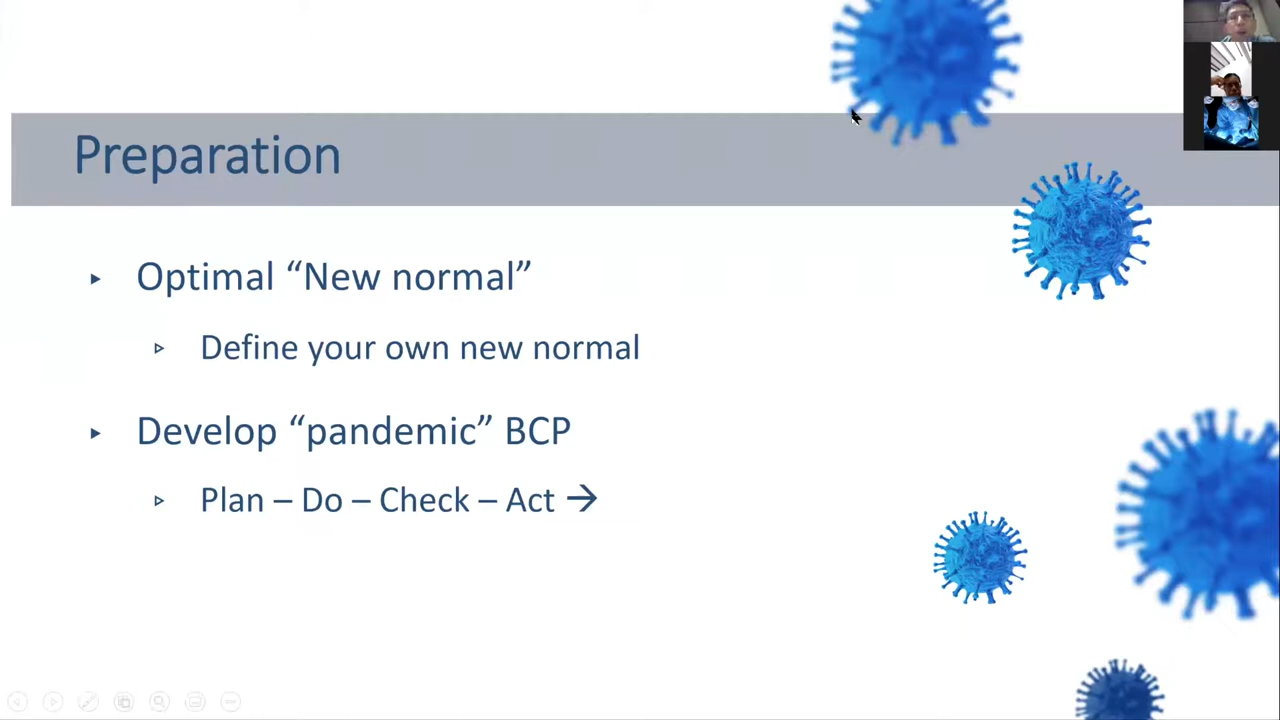 Preparation
Optimal “New normal”
Define your own new normal
Develop “pandemic” BCP
Plan – Do – Check – Act →